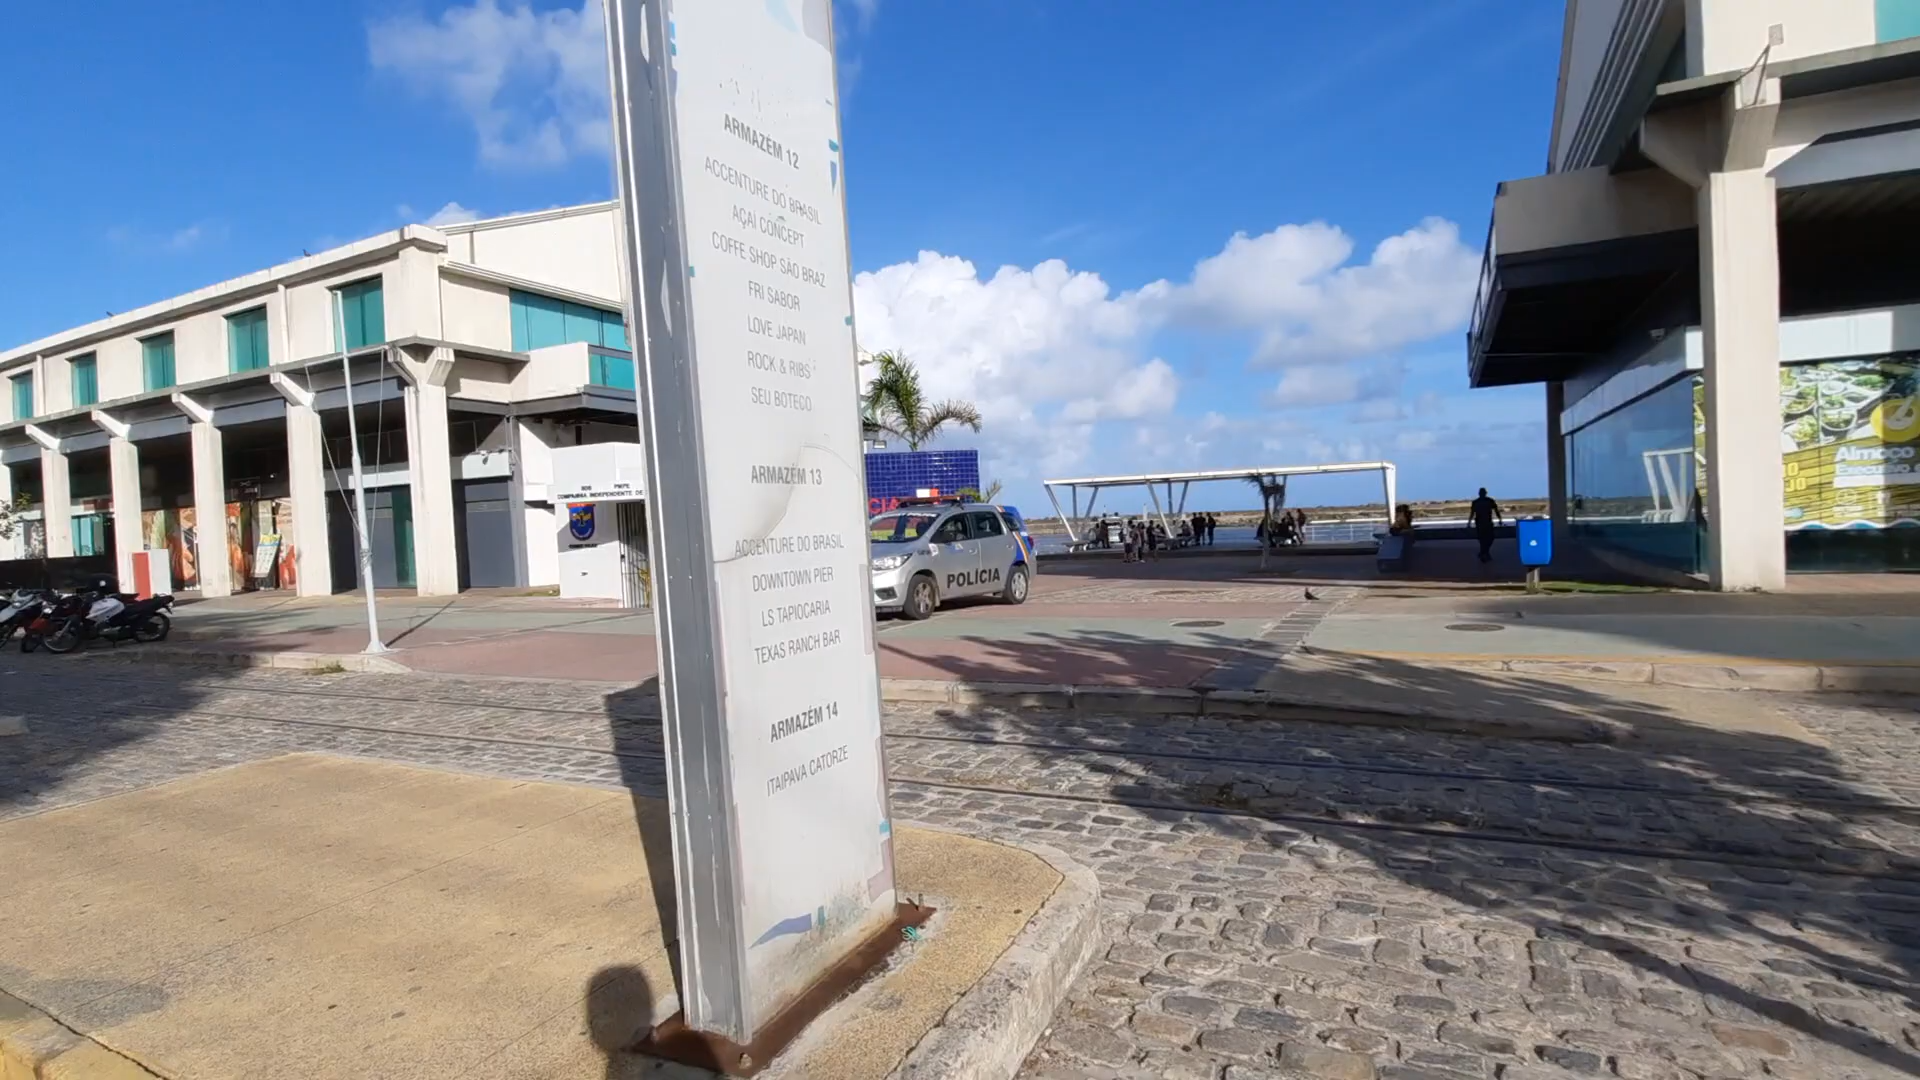 ARMAZÉM 12
ACCENTURE DO BRASIL
AÇAI CONCEPT
COFFE SHOP SÃO BRAZ
FRI SABOR
LOVE JAPAN
ROCK & RIBS
SEU BOTECO
ARMAZÉM 13
ACCENTURE DO BRASIL
DOWNTOWN PIER
LS TAPIOCARIA
TEXAS RANCH BAR
ARMAZÉM 14
ITAIPAVA CATORZE
PMPE
COMPANHIA INDEPENDENTE DE
POLÍCIA
Almoço
Executivo